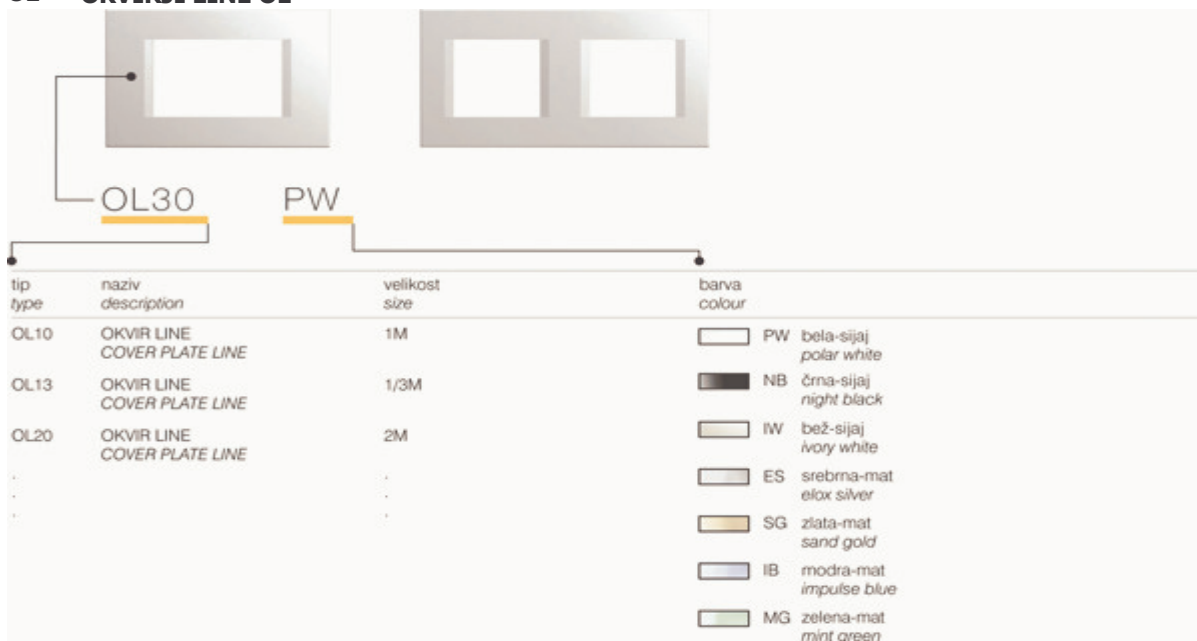 OL30 PW
tip naziv velikost barva
type description size colour
OL10 OKVIR LINE 1M
COVER PLATE LINE
OL13 OKVIR LINE 1/3M
COVER PLATE LINE
OL20 OKVIR LINE 2M
COVER PLATE LINE
.
.
.
PW bela-sijaj
polar white
NB črna-sijaj
night black
IW bež-sijaj
ivory white
ES srebrna-mat
elox silver
SG zlata-mat
sand gold
IB modra-mat
impulse blue
MG zelena-mat
mint green